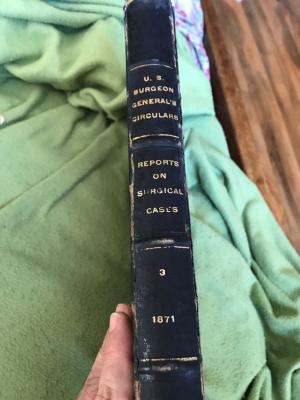 U. S.
SURGEON
GENERAL'S
CIRCULARS
REPORTS
ON
SURGICAL
CASES
3
1871